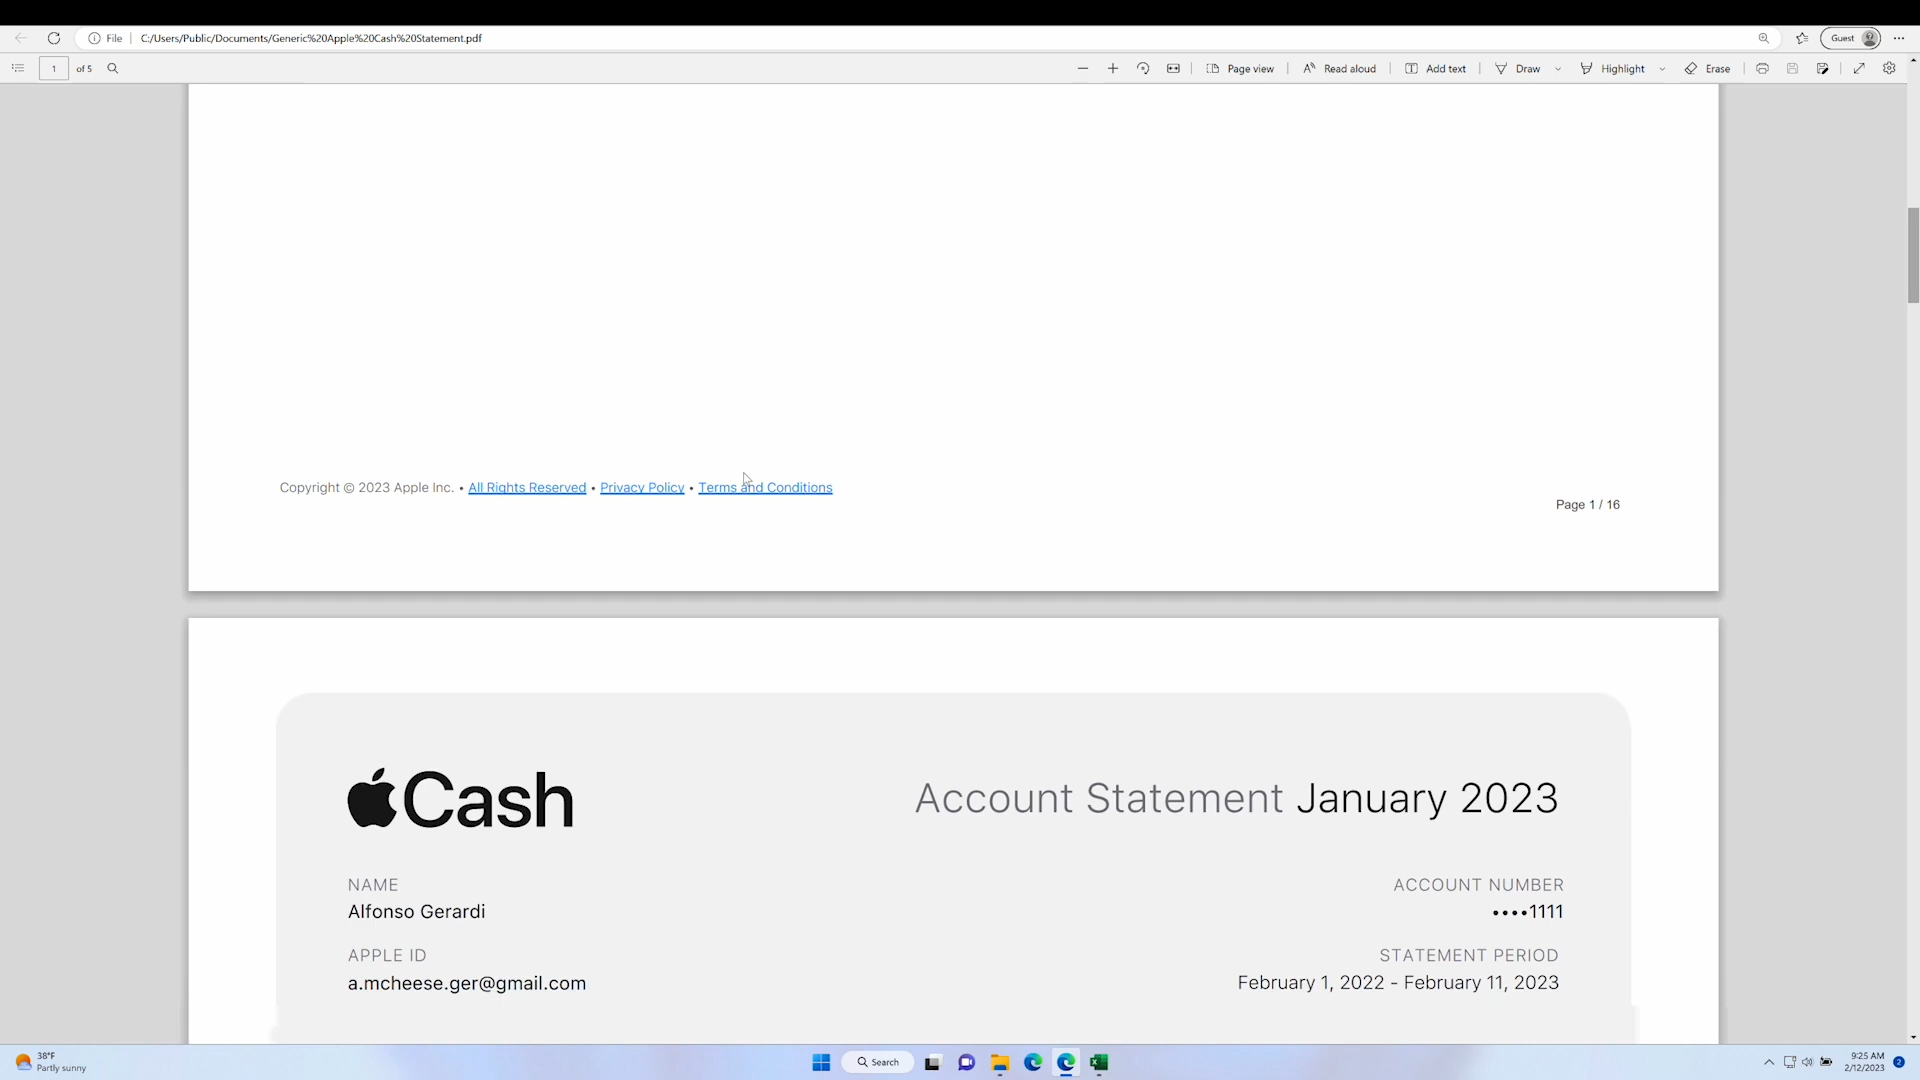 File C:/Users/Public/Documents/Generic%20Apple%20Cash%20Statement.pdf Guest
1 of 5 Page view Read aloud Add text Draw Highlight Erase
Copyright © 2023 Apple Inc. • All Rights Reserved • Privacy Policy • Terms and Conditions
Page 1 / 16
Cash Account Statement January 2023
NAME ACCOUNT NUMBER
Alfonso Gerardi ••••1111
APPLE ID STATEMENT PERIOD
a.mcheese.ger@gmail.com February 1, 2022 - February 11, 2023
38°F
Partly sunny
Search
9:25 AM
2/12/2023 2